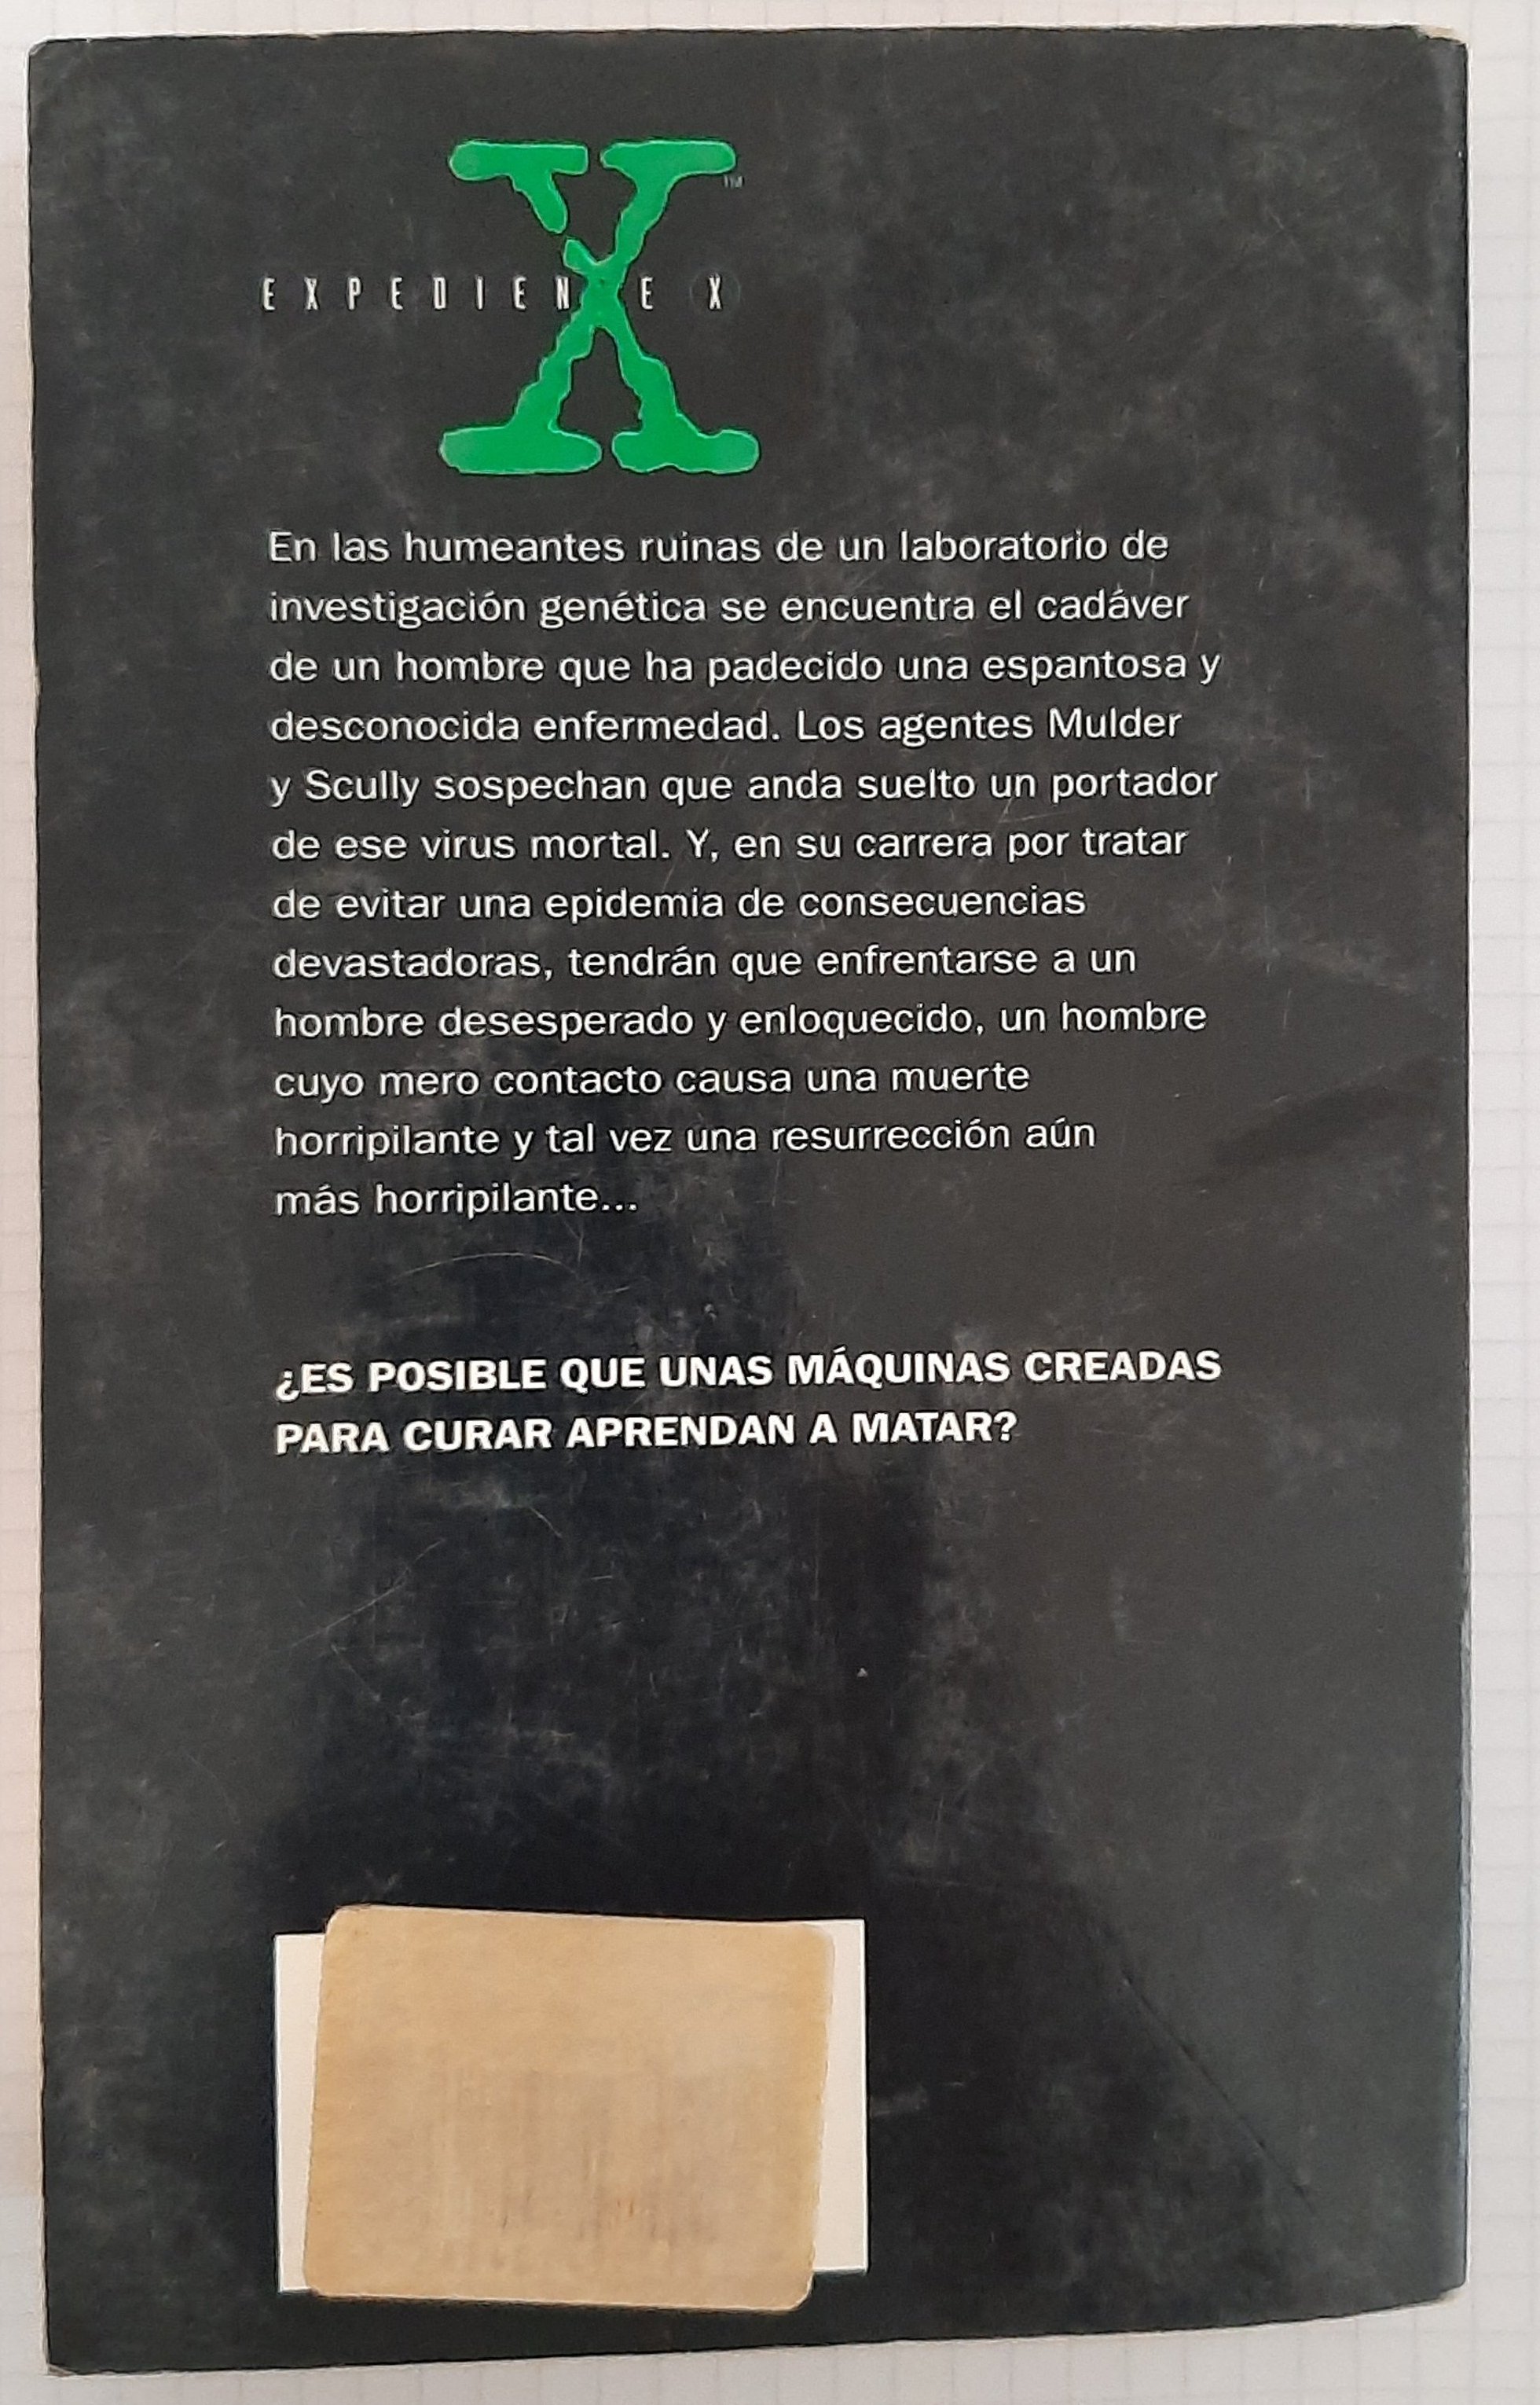 TM
EXPEDIENTE X
En las humeantes ruinas de un laboratorio de
investigación genética se encuentra el cadáver
de un hombre que ha padecido una espantosa y
desconocida enfermedad. Los agentes Mulder
y Scully sospechan que anda suelto un portador
de ese virus mortal. Y, en su carrera por tratar
de evitar una epidemia de consecuencias
devastadoras, tendrán que enfrentarse a un
hombre desesperado y enloquecido, un hombre
cuyo mero contacto causa una muerte
horripilante y tal vez una resurrección aún
más horripilante...
¿ES POSIBLE QUE UNAS MÁQUINAS CREADAS
PARA CURAR APRENDAN A MATAR?